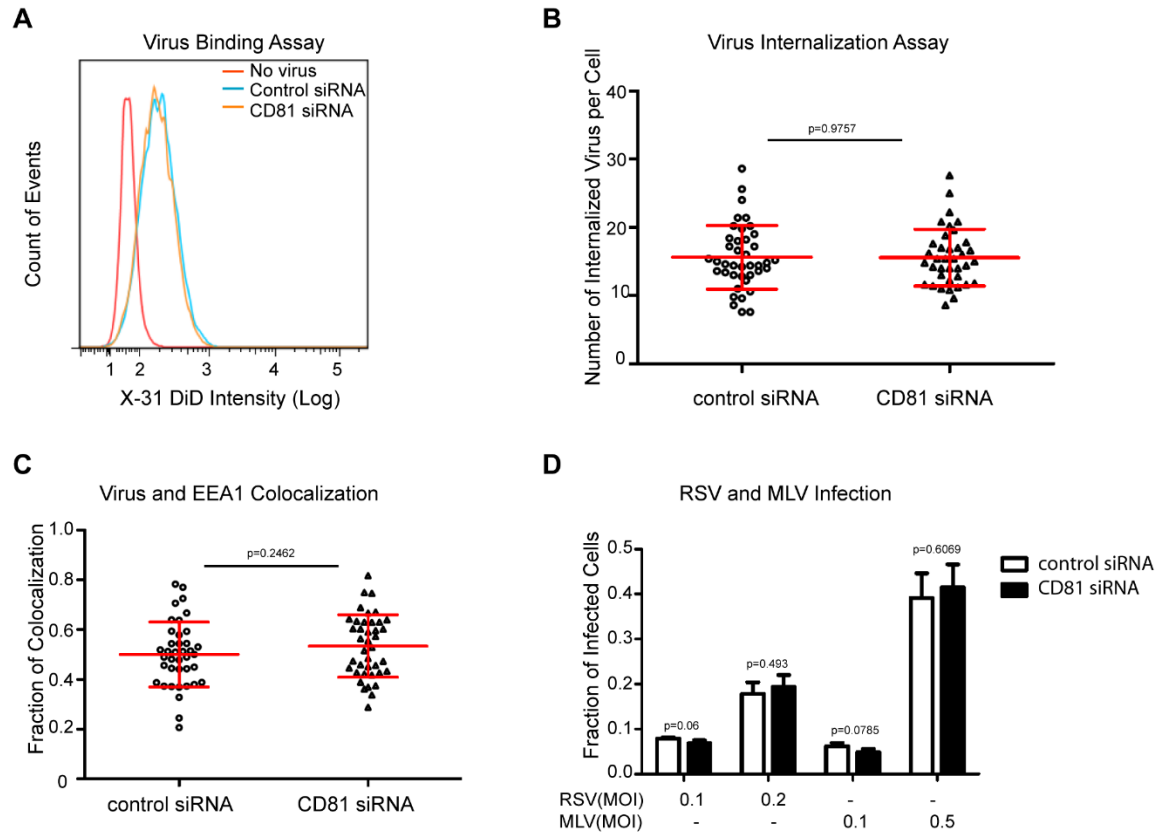 A
Virus Binding Assay
No virus
Control siRNA
CD81 siRNA
Count of Events
1 2 3 4 5
X-31 DiD Intensity (Log)
B
Virus Internalization Assay
Number of Internalized Virus per Cell
40
30
20
10
0
p=0.9757
control siRNA CD81 siRNA
C
Virus and EEA1 Colocalization
Fraction of Colocalization
1.0
0.8
0.6
0.4
0.2
0
p=0.2462
control siRNA CD81 siRNA
D
RSV and MLV Infection
Fraction of Infected Cells
0.5
0.4
0.3
0.2
0.1
0.0
p=0.06
p=0.493
p=0.0785
p=0.6069
control siRNA
CD81 siRNA
RSV(MOI) 0.1 0.2 - -
MLV(MOI) - - 0.1 0.5